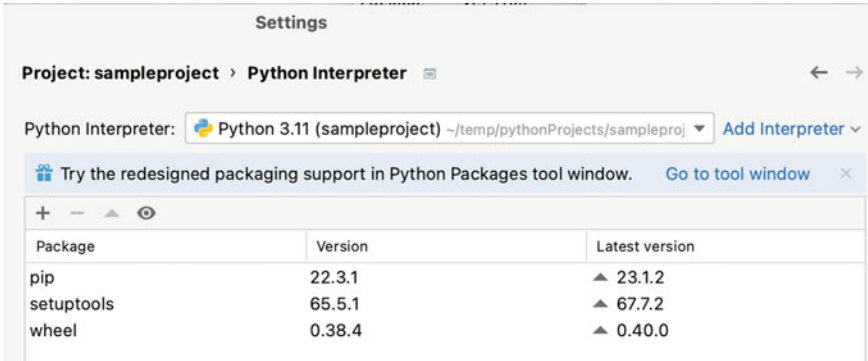 Settings
Project: sampleproject › Python Interpreter
Python Interpreter: Python 3.11 (sampleproject) ~/temp/pythonProjects/sampleproj Add Interpreter
Try the redesigned packaging support in Python Packages tool window. Go to tool window
Package Version Latest version
pip 22.3.1 23.1.2
setuptools 65.5.1 67.7.2
wheel 0.38.4 0.40.0